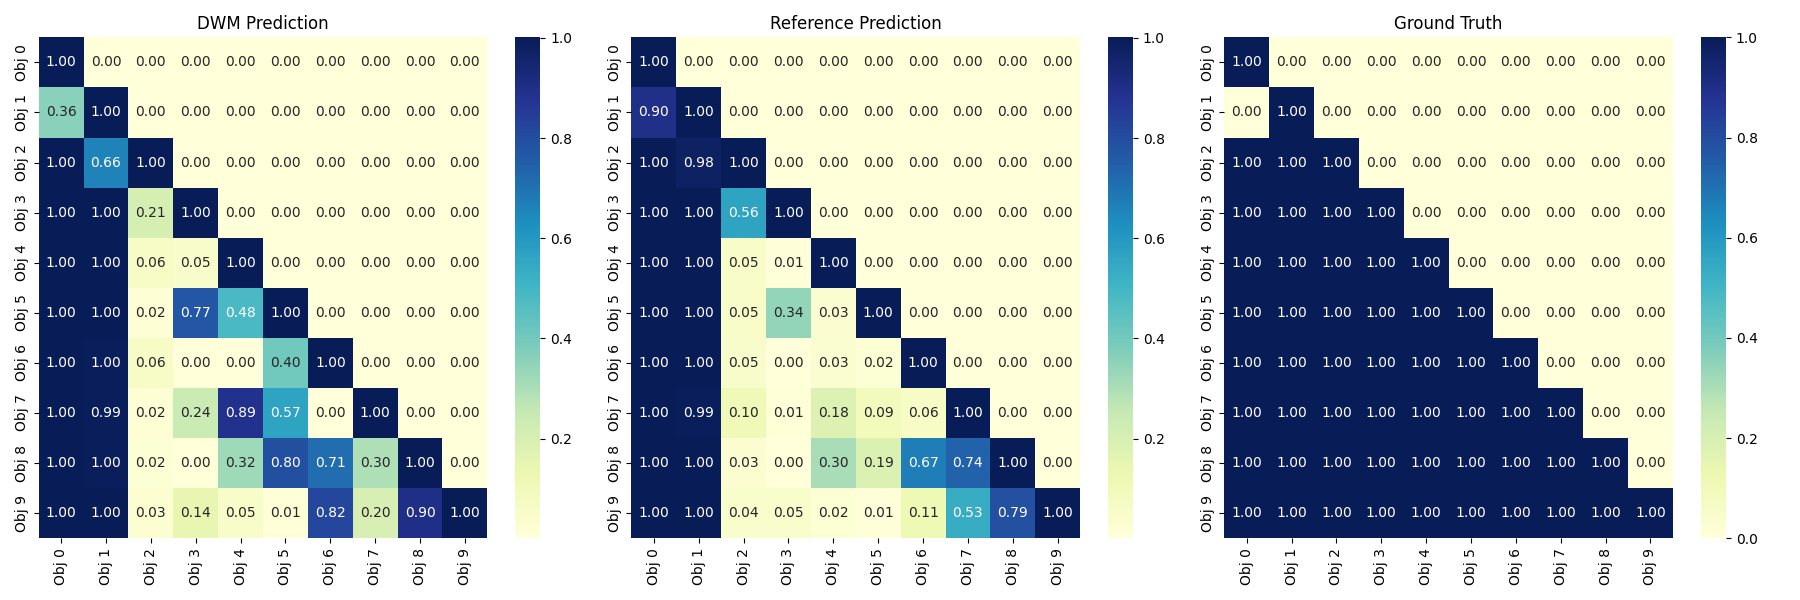 DWM Prediction
Reference Prediction
Ground Truth
Obj 0 1.00 0.00 0.00 0.00 0.00 0.00 0.00 0.00 0.00 0.00 1.0
Obj 1 0.36 1.00 0.00 0.00 0.00 0.00 0.00 0.00 0.00 0.00
Obj 2 1.00 0.66 1.00 0.00 0.00 0.00 0.00 0.00 0.00 0.00 0.8
Obj 3 1.00 1.00 0.21 1.00 0.00 0.00 0.00 0.00 0.00 0.00
Obj 4 1.00 1.00 0.06 0.05 1.00 0.00 0.00 0.00 0.00 0.00 0.6
Obj 5 1.00 1.00 0.02 0.77 0.48 1.00 0.00 0.00 0.00 0.00
Obj 6 1.00 1.00 0.06 0.00 0.00 0.40 1.00 0.00 0.00 0.00 0.4
Obj 7 1.00 0.99 0.02 0.24 0.89 0.57 0.00 1.00 0.00 0.00
Obj 8 1.00 1.00 0.02 0.00 0.32 0.80 0.71 0.30 1.00 0.00 0.2
Obj 9 1.00 1.00 0.03 0.14 0.05 0.01 0.82 0.20 0.90 1.00
Obj 0 Obj 1 Obj 2 Obj 3 Obj 4 Obj 5 Obj 6 Obj 7 Obj 8 Obj 9
Obj 0 1.00 0.00 0.00 0.00 0.00 0.00 0.00 0.00 0.00 0.00 1.0
Obj 1 0.90 1.00 0.00 0.00 0.00 0.00 0.00 0.00 0.00 0.00
Obj 2 1.00 0.98 1.00 0.00 0.00 0.00 0.00 0.00 0.00 0.00 0.8
Obj 3 1.00 1.00 0.56 1.00 0.00 0.00 0.00 0.00 0.00 0.00
Obj 4 1.00 1.00 0.05 0.01 1.00 0.00 0.00 0.00 0.00 0.00 0.6
Obj 5 1.00 1.00 0.05 0.34 0.03 1.00 0.00 0.00 0.00 0.00
Obj 6 1.00 1.00 0.05 0.00 0.03 0.02 1.00 0.00 0.00 0.00 0.4
Obj 7 1.00 0.99 0.10 0.01 0.18 0.09 0.06 1.00 0.00 0.00
Obj 8 1.00 1.00 0.03 0.00 0.30 0.19 0.67 0.74 1.00 0.00 0.2
Obj 9 1.00 1.00 0.04 0.05 0.02 0.01 0.11 0.53 0.79 1.00
Obj 0 Obj 1 Obj 2 Obj 3 Obj 4 Obj 5 Obj 6 Obj 7 Obj 8 Obj 9
Obj 0 1.00 0.00 0.00 0.00 0.00 0.00 0.00 0.00 0.00 0.00 1.0
Obj 1 0.00 1.00 0.00 0.00 0.00 0.00 0.00 0.00 0.00 0.00
Obj 2 1.00 1.00 1.00 0.00 0.00 0.00 0.00 0.00 0.00 0.00 0.8
Obj 3 1.00 1.00 1.00 1.00 0.00 0.00 0.00 0.00 0.00 0.00
Obj 4 1.00 1.00 1.00 1.00 1.00 0.00 0.00 0.00 0.00 0.00 0.6
Obj 5 1.00 1.00 1.00 1.00 1.00 1.00 0.00 0.00 0.00 0.00
Obj 6 1.00 1.00 1.00 1.00 1.00 1.00 1.00 0.00 0.00 0.00 0.4
Obj 7 1.00 1.00 1.00 1.00 1.00 1.00 1.00 1.00 0.00 0.00
Obj 8 1.00 1.00 1.00 1.00 1.00 1.00 1.00 1.00 1.00 0.00 0.2
Obj 9 1.00 1.00 1.00 1.00 1.00 1.00 1.00 1.00 1.00 1.00 0.0
Obj 0 Obj 1 Obj 2 Obj 3 Obj 4 Obj 5 Obj 6 Obj 7 Obj 8 Obj 9